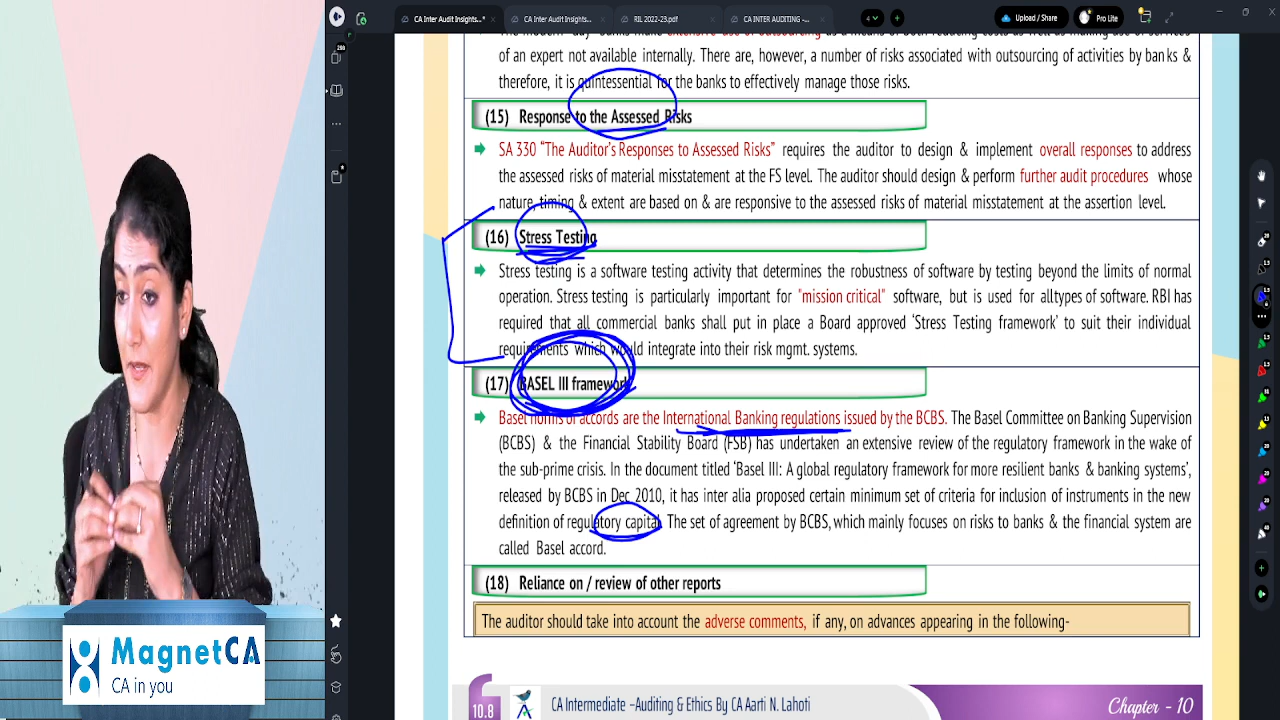 CA Inter Audit Insights...*
CA Inter Audit Insights...
RIL 2022-23.pdf
CA INTER AUDITING -...
4
Upload / Share
Pro Lite
of an expert not available internally. There are, however, a number of risks associated with outsourcing of activities by banks &
therefore, it is quintessential for the banks to effectively manage those risks.
(15) Response to the Assessed Risks
SA 330 "The Auditor's Responses to Assessed Risks" requires the auditor to design & implement overall responses to address
the assessed risks of material misstatement at the FS level. The auditor should design & perform further audit procedures whose
nature, timing & extent are based on & are responsive to the assessed risks of material misstatement at the assertion level.
(16) Stress Testing
Stress testing is a software testing activity that determines the robustness of software by testing beyond the limits of normal
operation. Stress testing is particularly important for "mission critical" software, but is used for alltypes of software. RBI has
required that all commercial banks shall put in place a Board approved 'Stress Testing framework' to suit their individual
requirements which would integrate into their risk mgmt. systems.
(17) BASEL III framework
Basel norms or accords are the International Banking regulations issued by the BCBS. The Basel Committee on Banking Supervision
(BCBS) & the Financial Stability Board (FSB) has undertaken an extensive review of the regulatory framework in the wake of
the sub-prime crisis. In the document titled 'Basel III: A global regulatory framework for more resilient banks & banking systems',
released by BCBS in Dec 2010, it has inter alia proposed certain minimum set of criteria for inclusion of instruments in the new
definition of regulatory capital. The set of agreement by BCBS, which mainly focuses on risks to banks & the financial system are
called Basel accord.
(18) Reliance on / review of other reports
The auditor should take into account the adverse comments, if any, on advances appearing in the following-
10.8
CA Intermediate -Auditing & Ethics By CA Aarti N. Lahoti
Chapter - 10
MagnetCA
CA in you